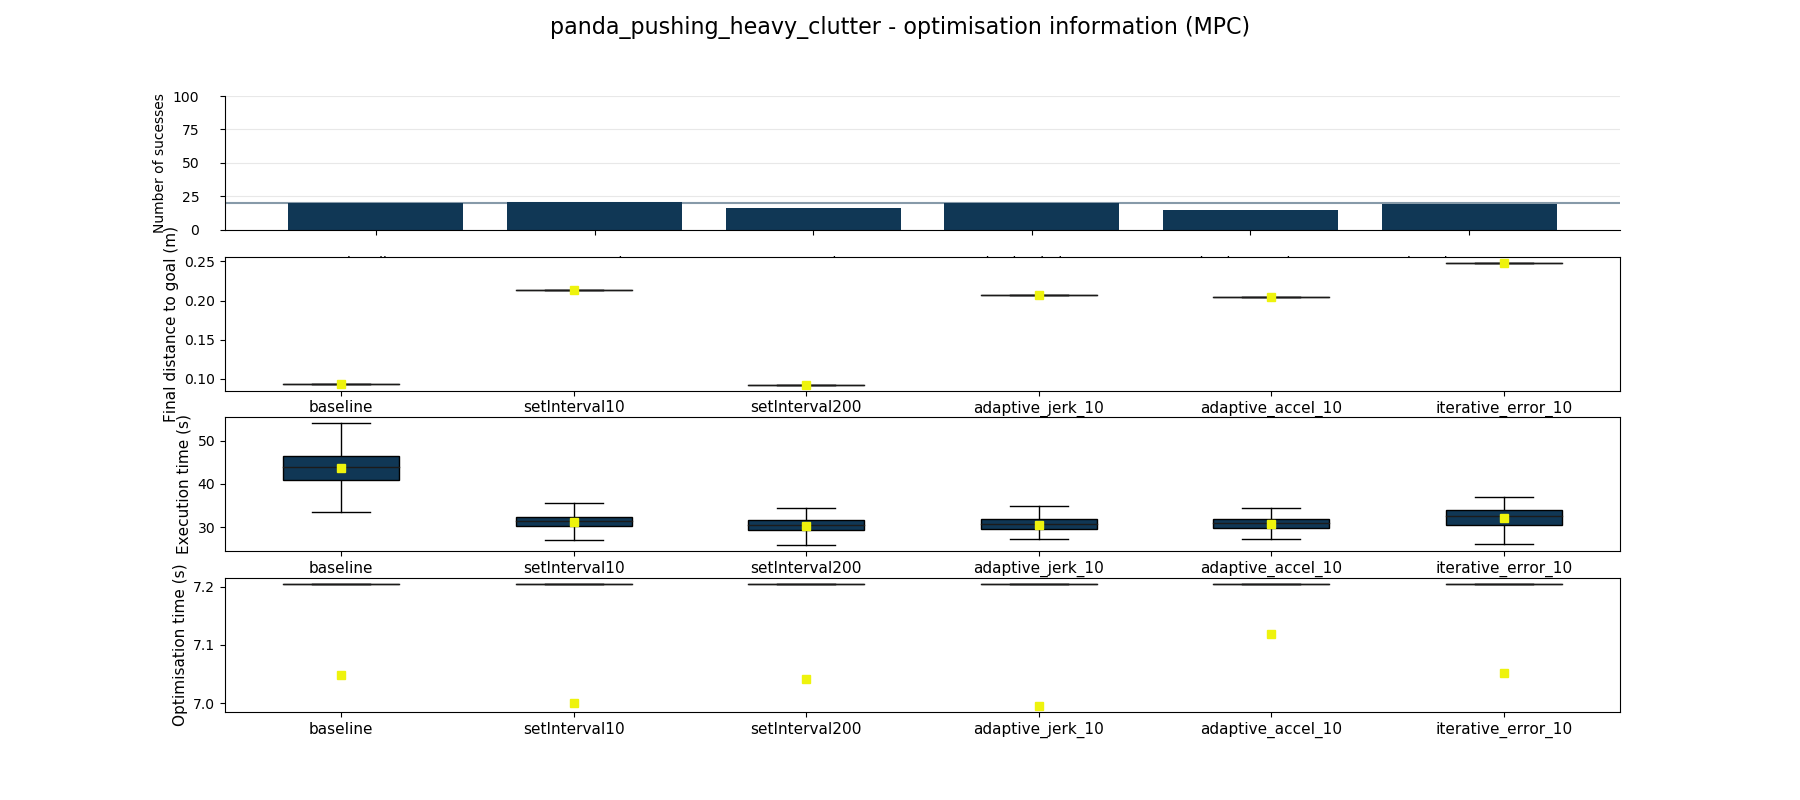 panda_pushing_heavy_clutter - optimisation information (MPC)
Number of sucesses
100
75
50
25
0
Final distance to goal (m)
0.25
0.20
0.15
0.10
baseline setInterval10 setInterval200 adaptive_jerk_10 adaptive_accel_10 iterative_error_10
Execution time (s)
50
40
30
baseline setInterval10 setInterval200 adaptive_jerk_10 adaptive_accel_10 iterative_error_10
Optimisation time (s)
7.2
7.1
7.0
baseline setInterval10 setInterval200 adaptive_jerk_10 adaptive_accel_10 iterative_error_10